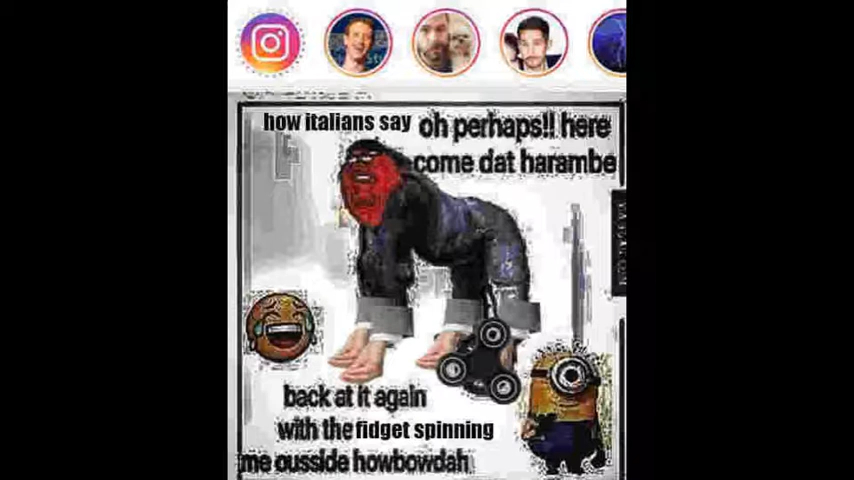 how italians say oh perhaps!! here
come dat harambe
back at it again
with the fidget spinning
me ousside howbowdah